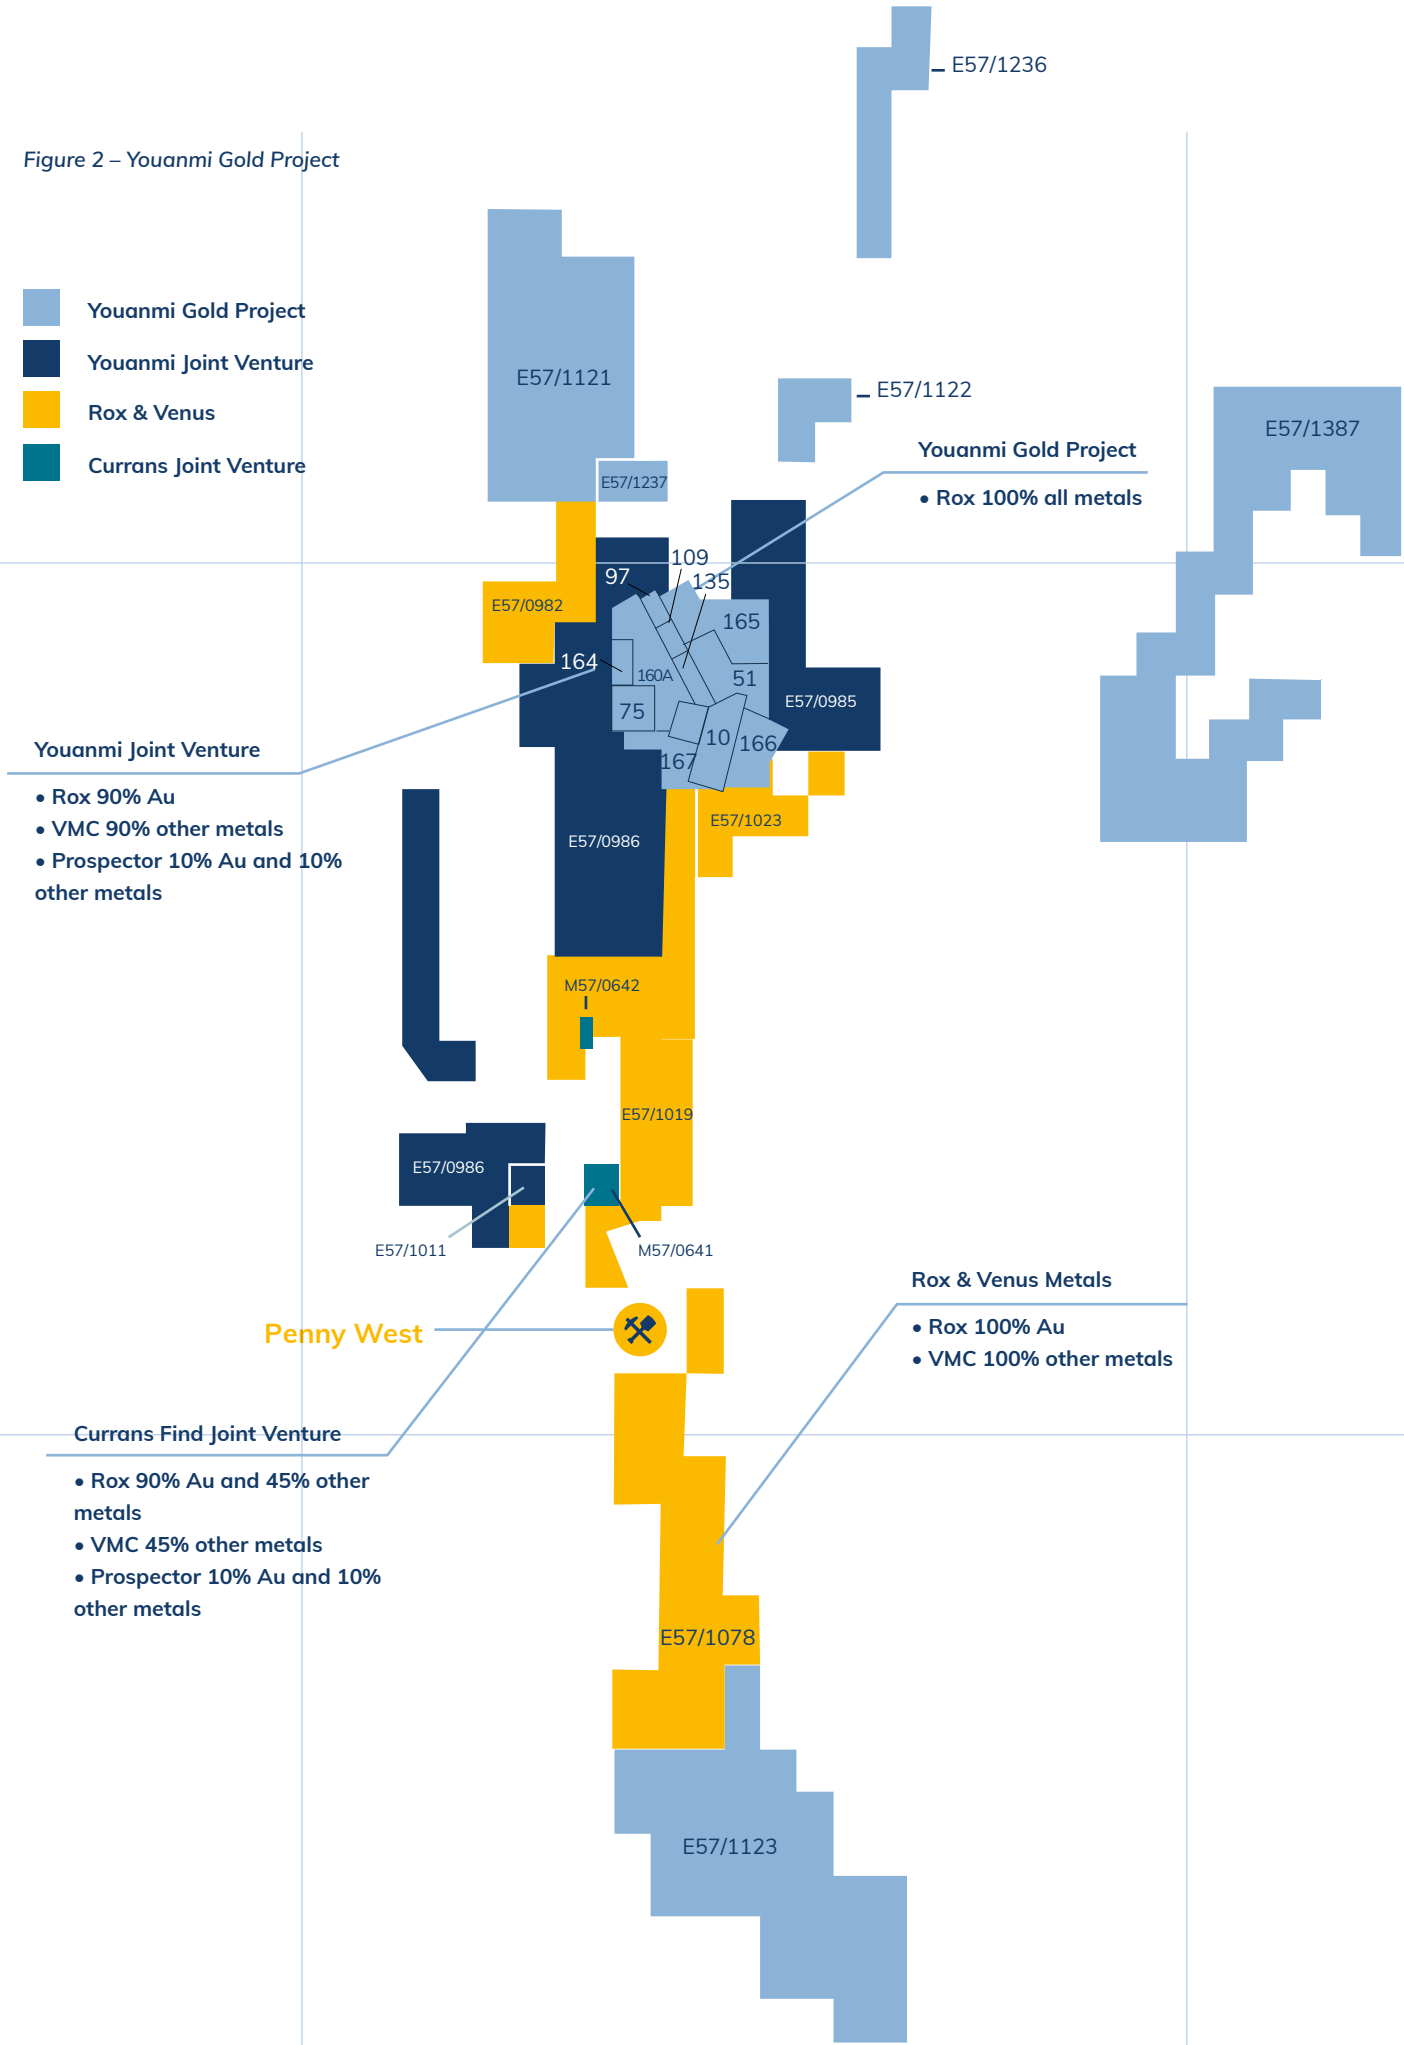 E57/1236
Figure 2 – Youanmi Gold Project
Youanmi Gold Project
Youanmi Joint Venture
Rox & Venus
Currans Joint Venture
E57/1121
E57/1122
E57/1387
Youanmi Gold Project
• Rox 100% all metals
E57/1237
109
97
135
E57/0982
165
164
160A
51
E57/0985
75
10
166
167
Youanmi Joint Venture
• Rox 90% Au
• VMC 90% other metals
• Prospector 10% Au and 10%
other metals
E57/1023
E57/0986
M57/0642
E57/1019
E57/0986
E57/1011
M57/0641
Rox & Venus Metals
• Rox 100% Au
• VMC 100% other metals
Penny West
Currans Find Joint Venture
• Rox 90% Au and 45% other
metals
• VMC 45% other metals
• Prospector 10% Au and 10%
other metals
E57/1078
E57/1123